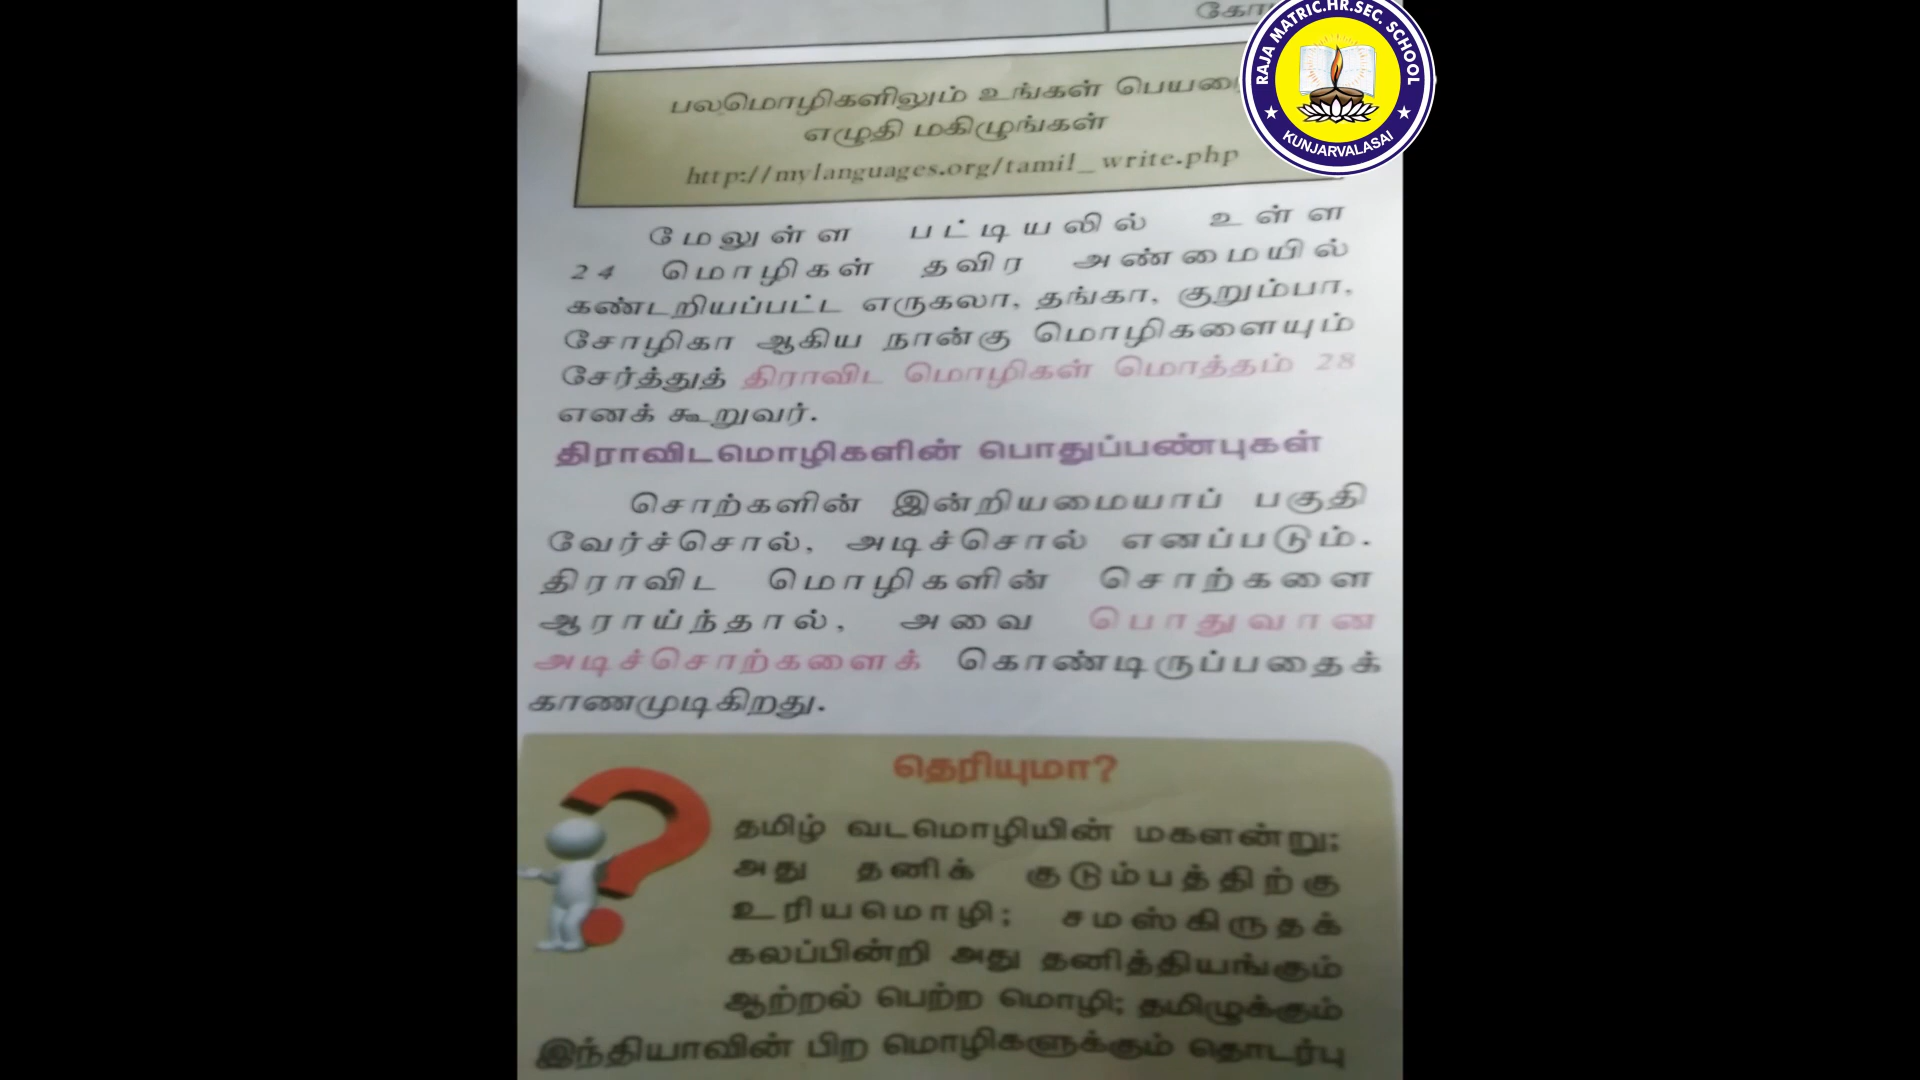 RAJA MATRIC.HR.SEC. SCHOOL
KUNJARVALASAI
பலமொழிகளிலும் உங்கள்
எழுதி மகிழுங்கள்
http://mylanguages.org/tamil_write.php
மேலுள்ள பட்டியலில் உள்ள
24 மொழிகள் தவிர அண்மையில்
கண்டறியப்பட்ட எருகலா, தங்கா, குறும்பா,
சோழிகா ஆகிய நான்கு மொழிகளையும்
சேர்த்துத் திராவிட மொழிகள் மொத்தம் 28
எனக் கூறுவர்.
திராவிடமொழிகளின் பொதுப்பண்புகள்
சொற்களின் இன்றியமையாப் பகுதி
வேர்ச்சொல், அடிச்சொல் எனப்படும்.
திராவிட மொழிகளின் சொற்களை
ஆராய்ந்தால், அவை பொதுவான
அடிச்சொற்களைக் கொண்டிருப்பதைக்
காணமுடிகிறது.
தெரியுமா?
தமிழ் வடமொழியின் மகளன்று;
அது தனிக் குடும்பத்திற்கு
உரியமொழி; சமஸ்கிருதக்
கலப்பின்றி அது தனித்தியங்கும்
ஆற்றல் பெற்ற மொழி; தமிழுக்கும்
இந்தியாவின் பிற மொழிகளுக்கும் தொடர்பு